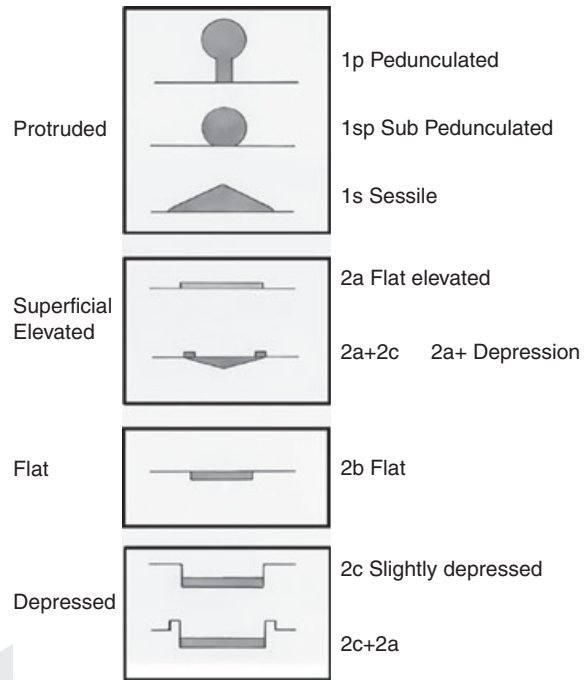 Protruded
1p Pedunculated
1sp Sub Pedunculated
1s Sessile
Superficial
Elevated
2a Flat elevated
2a+2c 2a+ Depression
Flat
2b Flat
Depressed
2c Slightly depressed
2c+2a